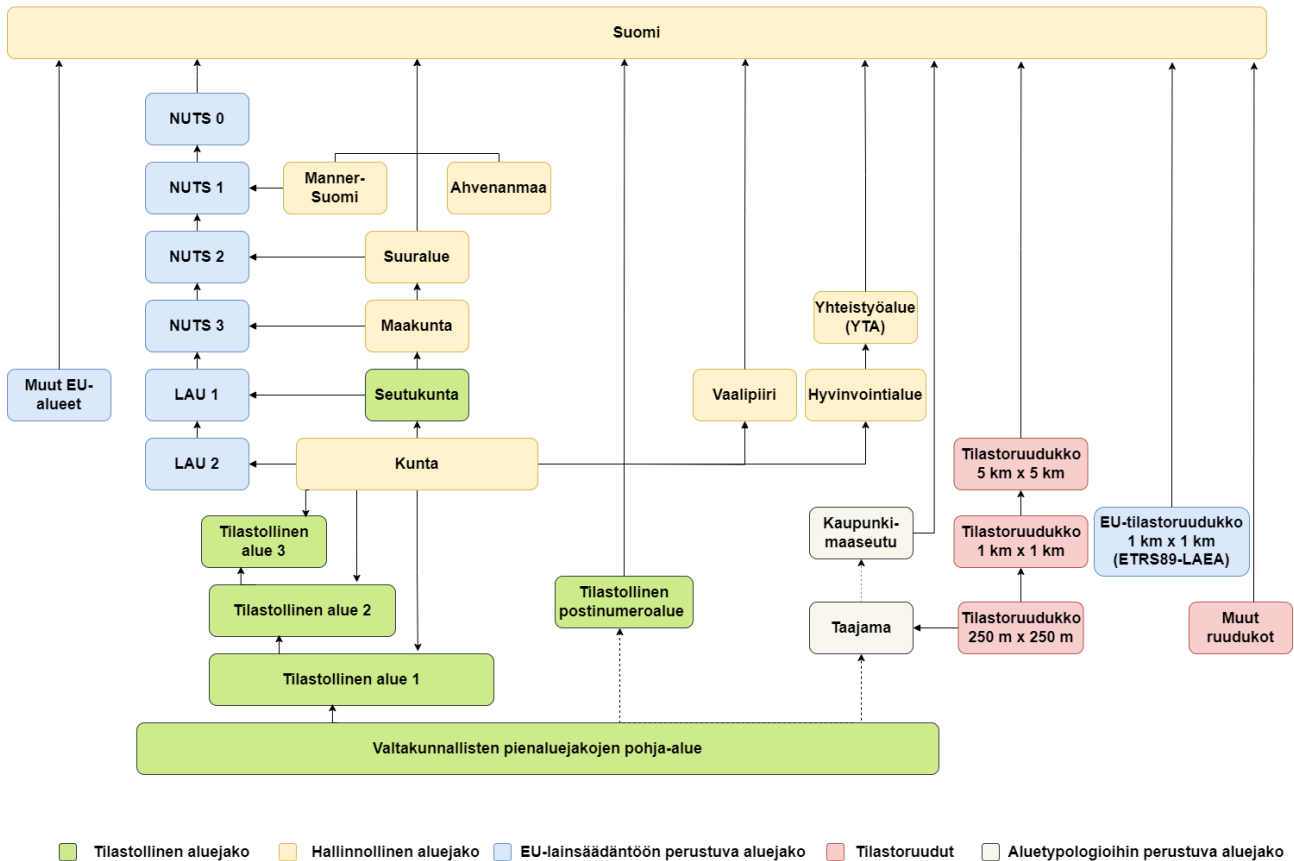 Suomi
NUTS 0
NUTS 1
Manner-
Suomi
Ahvenanmaa
NUTS 2
Suuralue
NUTS 3
Maakunta
Yhteistyöalue
(YTA)
Muut EU-
alueet
LAU 1
Seutukunta
Vaalipiiri
Hyvinvointialue
LAU 2
Kunta
Tilastoruudukko
5 km x 5 km
Tilastollinen
alue 3
Kaupunki-
maaseutu
Tilastoruudukko
1 km x 1 km
EU-tilastoruudukko
1 km x 1 km
(ETRS89-LAEA)
Tilastollinen alue 2
Tilastollinen
postinumeroalue
Taajama
Tilastoruudukko
250 m x 250 m
Muut
ruudukot
Tilastollinen alue 1
Valtakunnallisten pienaluejakojen pohja-alue
Tilastollinen aluejako
Hallinnollinen aluejako
EU-lainsäädäntöön perustuva aluejako
Tilastoruudut
Aluetypologioihin perustuva aluejako